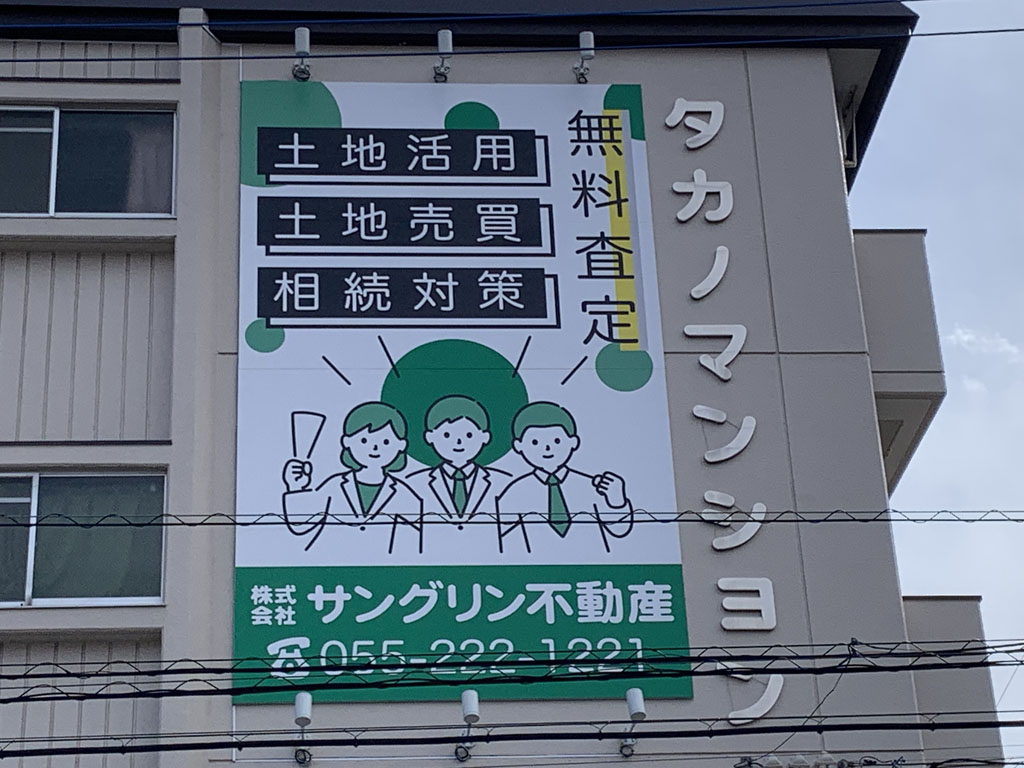 土地活用
土地売買
相続対策
無料査定
株式会社 サングリン不動産
055-222-1221
タカノマンション